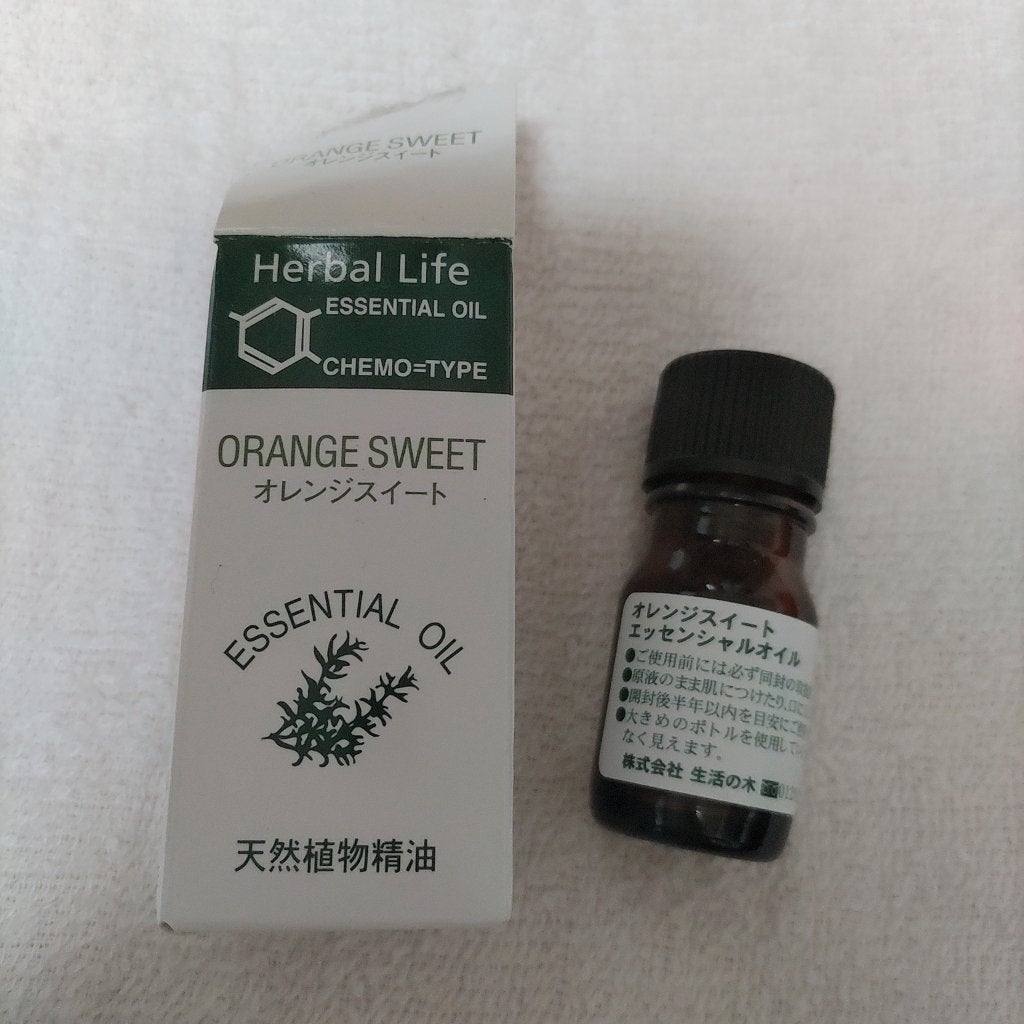 ORANGE SWEET
オレンジスイート
Herbal Life
ESSENTIAL OIL
CHEMO=TYPE
ORANGE SWEET
オレンジスイート
ESSENTIAL OIL
天然植物精油
オレンジスイート
エッセンシャルオイル
●ご使用前には必ず同封の
●原液のまま肌につけたり、口に
●開封後半年以内を目安にご使
●大きめのボトルを使用して
なく見えます。
株式会社 生活の木